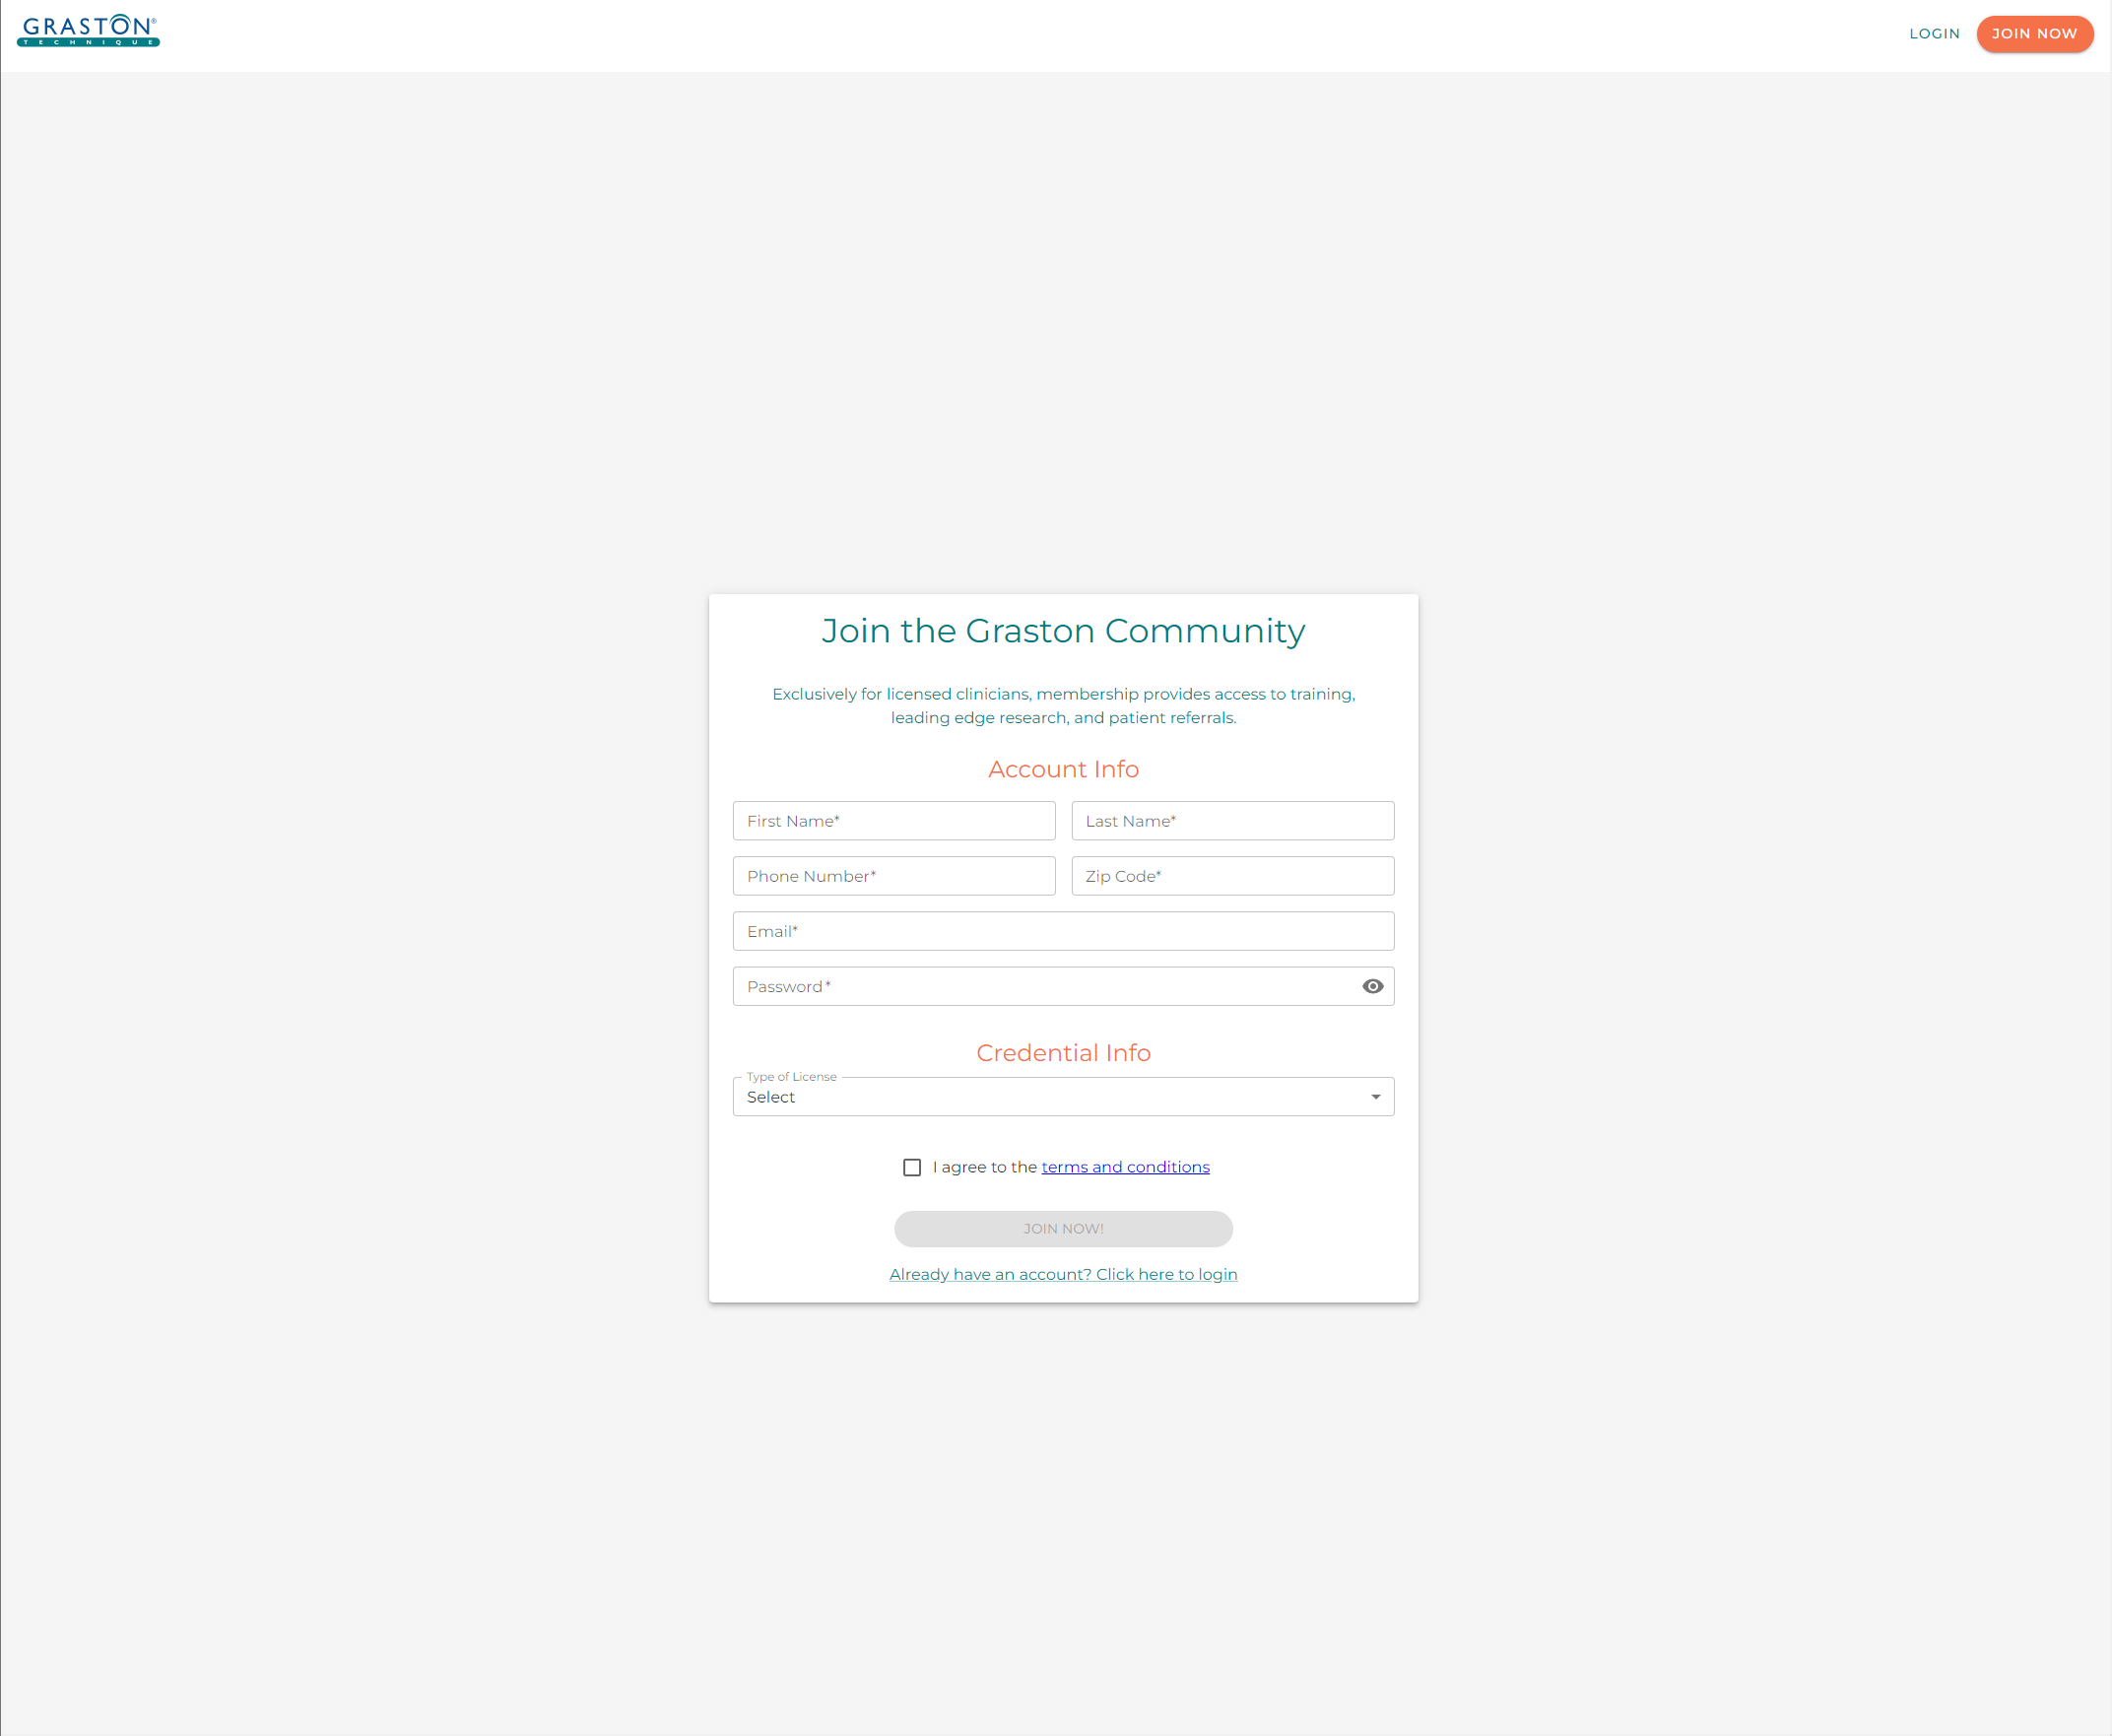 GRASTON®
TECHNIQUE
LOGIN
JOIN NOW
Join the Graston Community
Exclusively for licensed clinicians, membership provides access to training,
leading edge research, and patient referrals.
Account Info
First Name*
Last Name*
Phone Number*
Zip Code*
Email*
Password*
Credential Info
Type of License
Select
I agree to the terms and conditions
JOIN NOW!
Already have an account? Click here to login